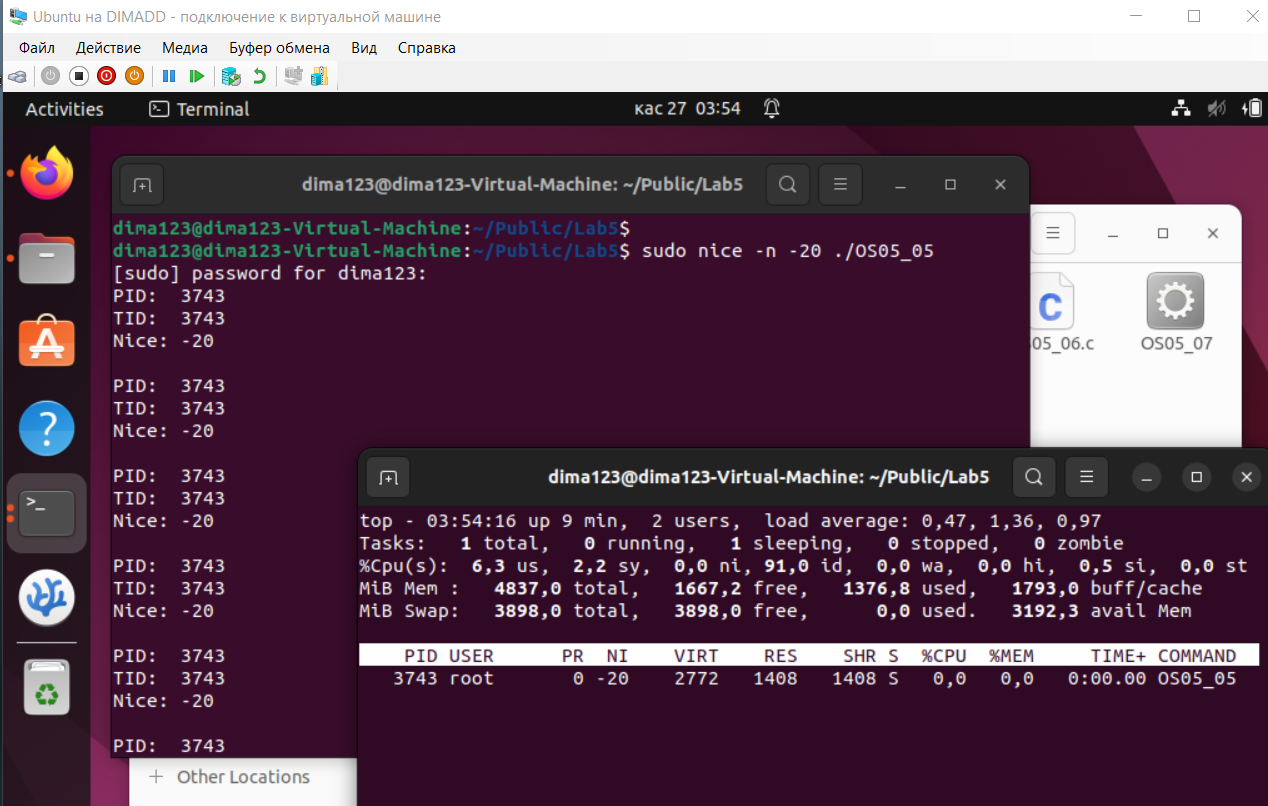 Ubuntu на DIMADD - подключение к виртуальной машине
Файл Действие Медиа Буфер обмена Вид Справка
Activities Terminal кас 27 03:54
dima123@dima123-Virtual-Machine: ~/Public/Lab5
dima123@dima123-Virtual-Machine:~/Public/Lab5$
dima123@dima123-Virtual-Machine:~/Public/Lab5$ sudo nice -n -20 ./OS05_05
[sudo] password for dima123:
PID: 3743
TID: 3743
Nice: -20
PID: 3743
TID: 3743
Nice: -20
PID: 3743
TID: 3743
Nice: -20
PID: 3743
TID: 3743
Nice: -20
PID: 3743
TID: 3743
Nice: -20
PID: 3743
05_06.c OS05_07
Other Locations
dima123@dima123-Virtual-Machine: ~/Public/Lab5
top - 03:54:16 up 9 min, 2 users, load average: 0,47, 1,36, 0,97
Tasks: 1 total, 0 running, 1 sleeping, 0 stopped, 0 zombie
%Cpu(s): 6,3 us, 2,2 sy, 0,0 ni, 91,0 id, 0,0 wa, 0,0 hi, 0,5 si, 0,0 st
MiB Mem : 4837,0 total, 1667,2 free, 1376,8 used, 1793,0 buff/cache
MiB Swap: 3898,0 total, 3898,0 free, 0,0 used. 3192,3 avail Mem
PID USER PR NI VIRT RES SHR S %CPU %MEM TIME+ COMMAND
3743 root 0 -20 2772 1408 1408 S 0,0 0,0 0:00.00 OS05_05